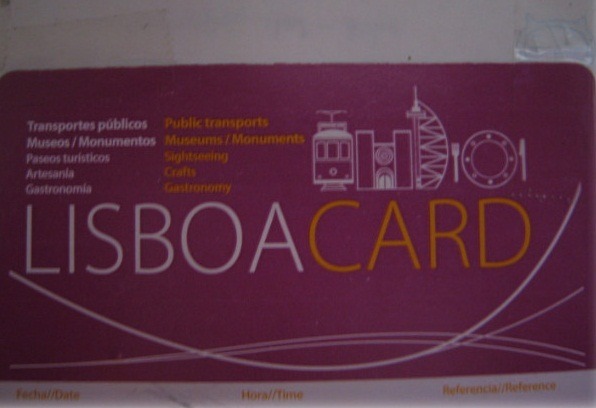 Transportes públicos Public transports
Museos / Monumentos Museums / Monuments
Paseos turísticos Sightseeing
Artesanía Crafts
Gastronomía Gastronomy
LISBOACARD
Fecha//Date Hora//Time Referencia//Reference